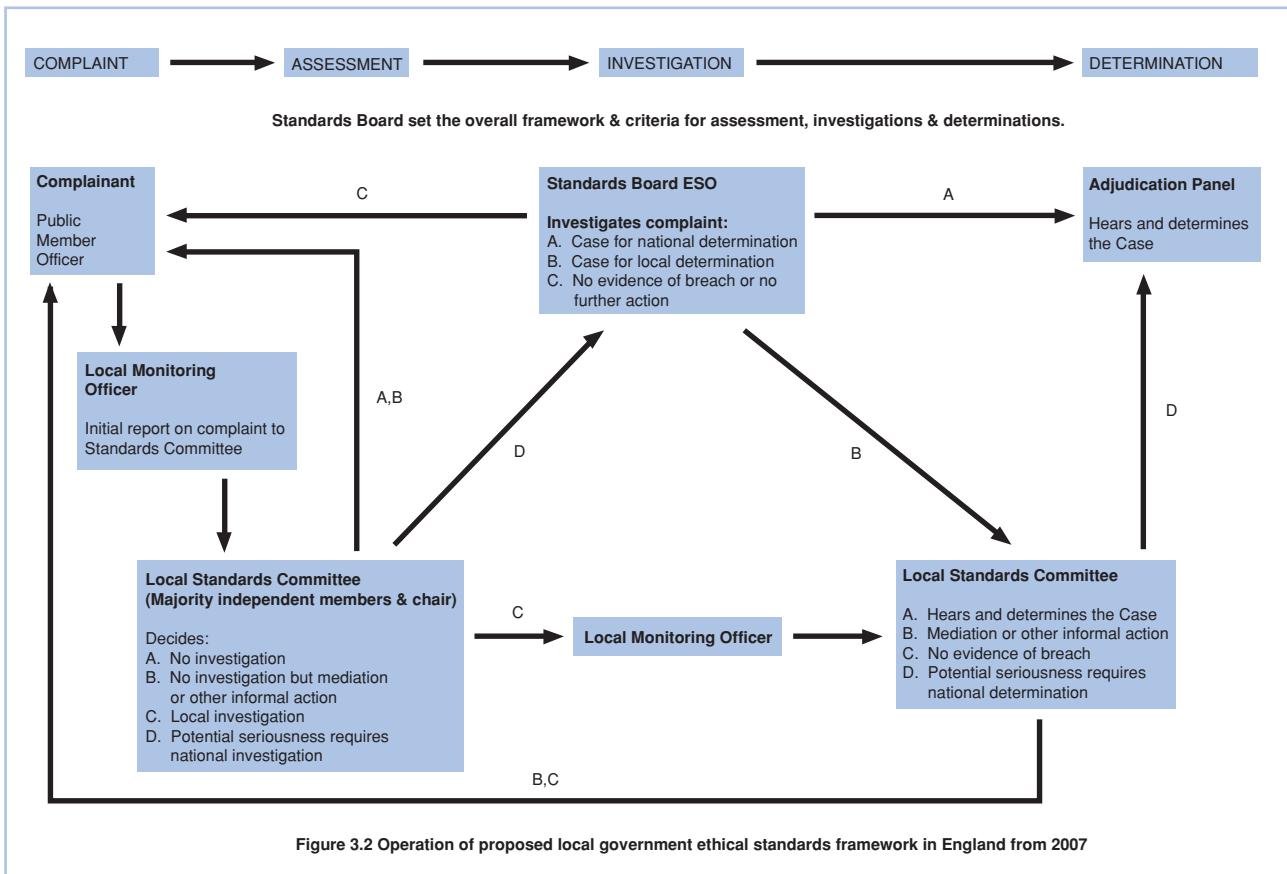 COMPLAINT
ASSESSMENT
INVESTIGATION
DETERMINATION
Standards Board set the overall framework & criteria for assessment, investigations & determinations.
Complainant
Public
Member
Officer
C
Standards Board ESO
Investigates complaint:
A. Case for national determination
B. Case for local determination
C. No evidence of breach or no
further action
A
Adjudication Panel
Hears and determines
the Case
Local Monitoring
Officer
Initial report on complaint to
Standards Committee
A,B
D
B
D
Local Standards Committee
(Majority independent members & chair)
Decides:
A. No investigation
B. No investigation but mediation
or other informal action
C. Local investigation
D. Potential seriousness requires
national investigation
C
Local Monitoring Officer
Local Standards Committee
A. Hears and determines the Case
B. Mediation or other informal action
C. No evidence of breach
D. Potential seriousness requires
national determination
B,C
Figure 3.2 Operation of proposed local government ethical standards framework in England from 2007